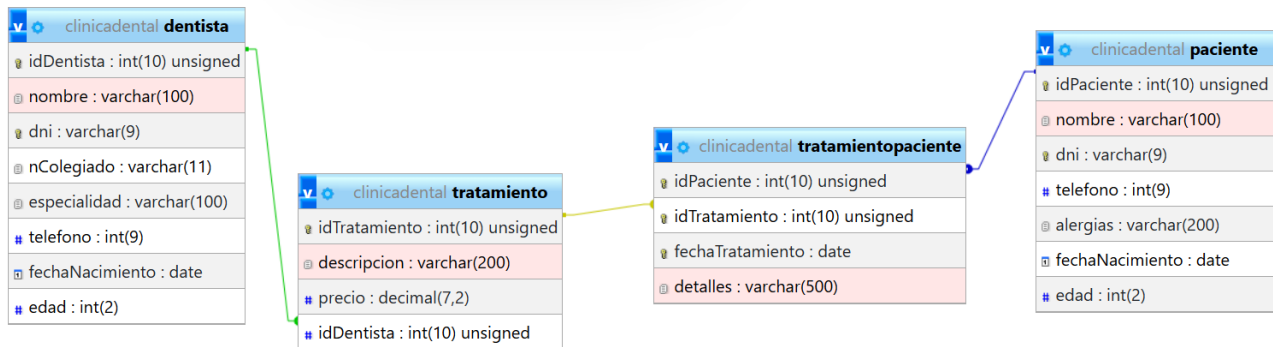 clinicadental dentista
idDentista : int(10) unsigned
nombre : varchar(100)
dni : varchar(9)
nColegiado : varchar(11)
especialidad : varchar(100)
telefono : int(9)
fechaNacimiento : date
edad : int(2)
clinicadental tratamiento
idTratamiento : int(10) unsigned
descripcion : varchar(200)
precio : decimal(7,2)
idDentista : int(10) unsigned
clinicadental tratamientopaciente
idPaciente : int(10) unsigned
idTratamiento : int(10) unsigned
fechaTratamiento : date
detalles : varchar(500)
clinicadental paciente
idPaciente : int(10) unsigned
nombre : varchar(100)
dni : varchar(9)
telefono : int(9)
alergias : varchar(200)
fechaNacimiento : date
edad : int(2)